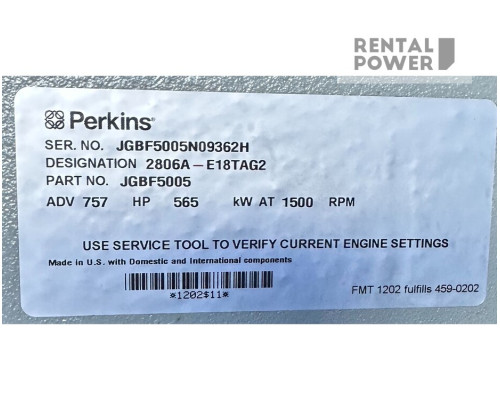 RENTAL
POWER
Perkins
SER. NO. JGBF5005N09362H
DESIGNATION 2806A-E18TAG2
PART NO. JGBF5005
ADV 757 HP 565 kW AT 1500 RPM
USE SERVICE TOOL TO VERIFY CURRENT ENGINE SETTINGS
Made in U.S. with Domestic and International components
*1202$11*
FMT 1202 fulfills 459-0202